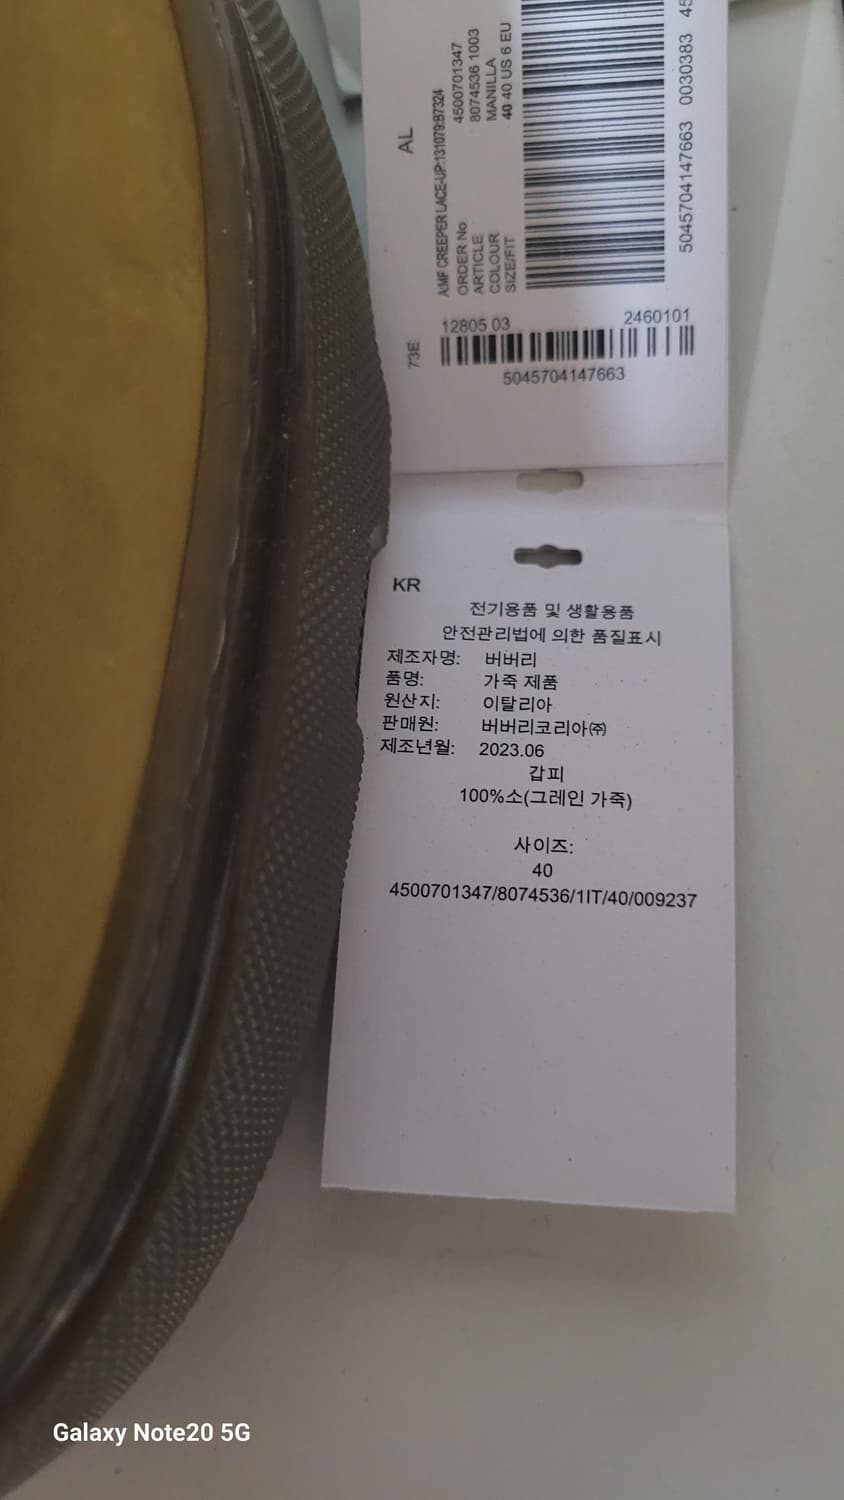 AL
A:MF CREEPER LACE-UP:131079:B7324
ORDER No 4500701347
ARTICLE 8074536 1003
COLOUR MANILLA
SIZE/FIT 40 40 US 6 EU
5045704147663 0030383 45
73E
12805 03 2460101
5045704147663
KR
전기용품 및 생활용품
안전관리법에 의한 품질표시
제조자명: 버버리
품명: 가죽 제품
원산지: 이탈리아
판매원: 버버리코리아㈜
제조년월: 2023.06
갑피
100%소(그레인 가죽)
사이즈:
40
4500701347/8074536/1IT/40/009237
Galaxy Note20 5G